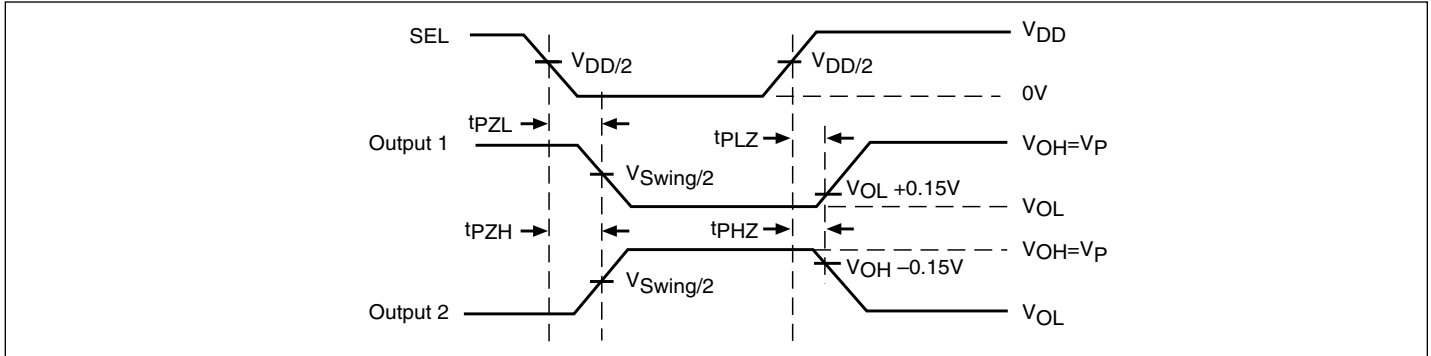 SEL
VDD/2
VDD/2
VDD
0V
tPZL
tPLZ
Output 1
VOH=VP
VSwing/2
VOL +0.15V
VOL
tPZH
tPHZ
VOH=VP
VOH –0.15V
VSwing/2
Output 2
VOL